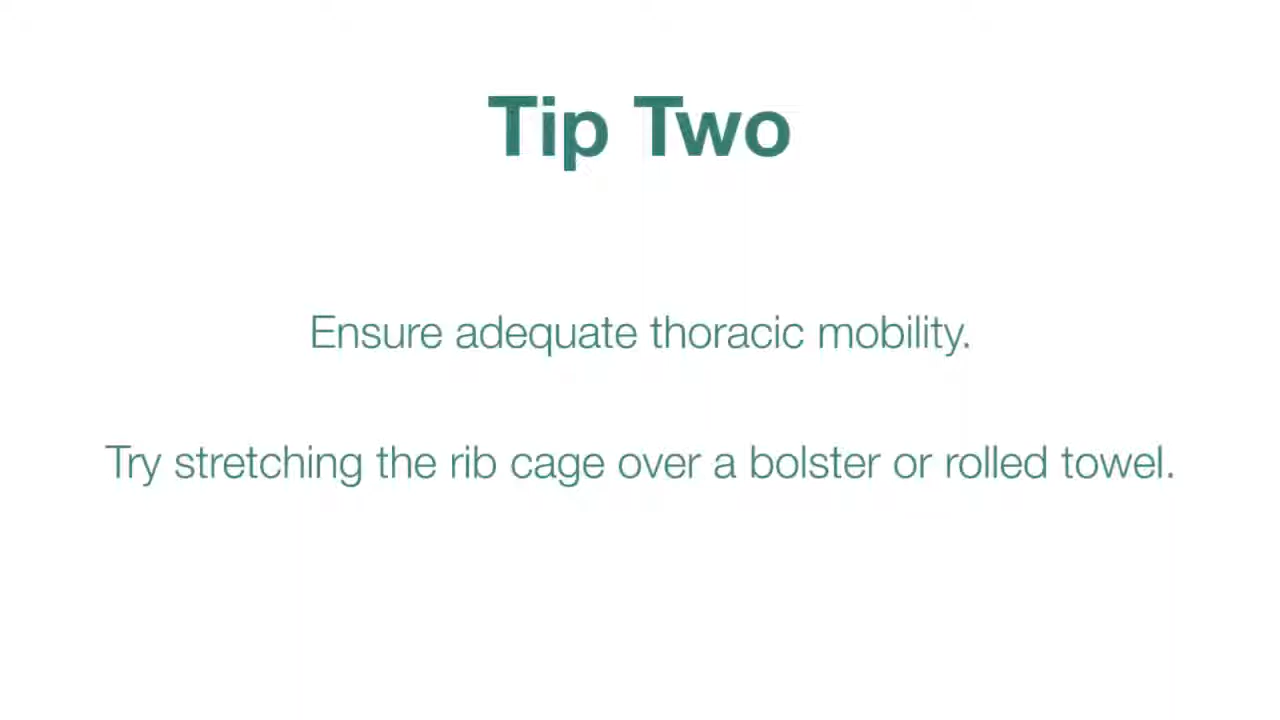 Tip Two
Ensure adequate thoracic mobility.
Try stretching the rib cage over a bolster or rolled towel.